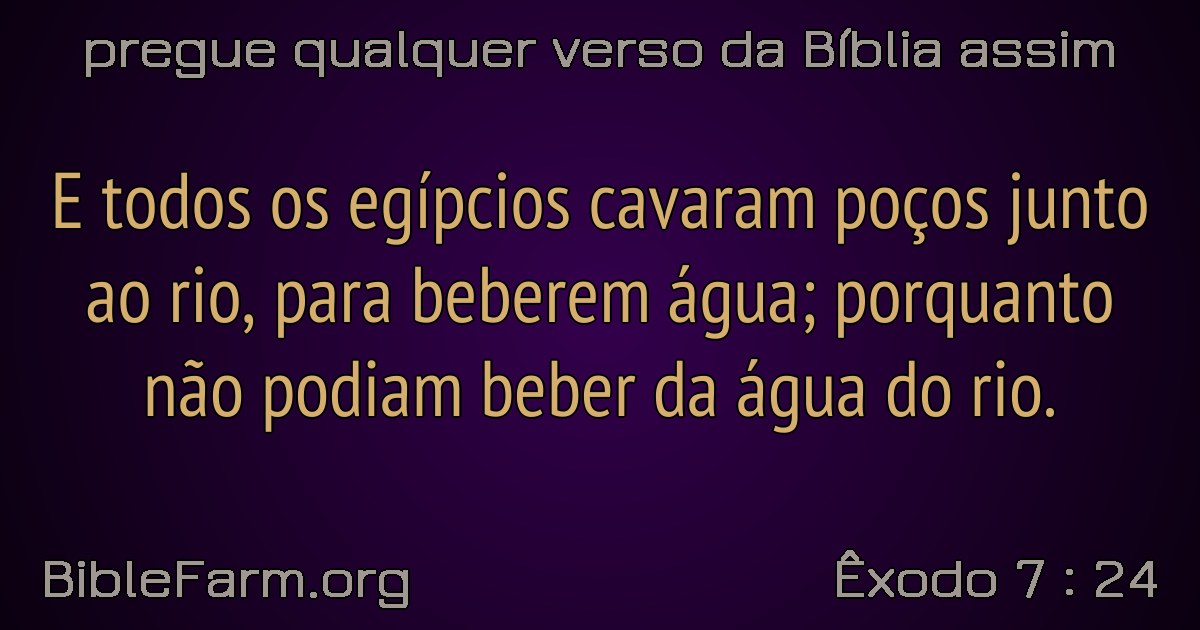 pregue qualquer verso da Bíblia assim
E todos os egípcios cavaram poços junto
ao rio, para beberem água; porquanto
não podiam beber da água do rio.
BibleFarm.org
Êxodo 7 : 24